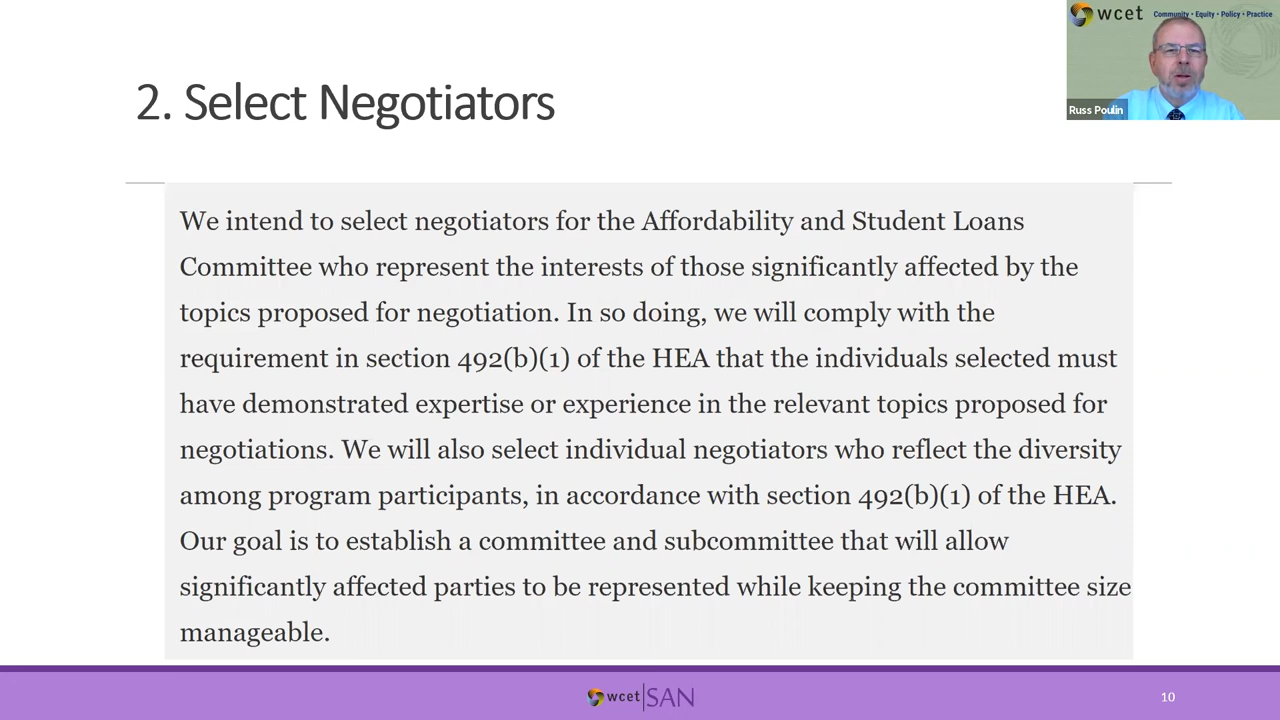 wcet Community • Equity • Policy • Practice
Russ Poulin
2. Select Negotiators
We intend to select negotiators for the Affordability and Student Loans
Committee who represent the interests of those significantly affected by the
topics proposed for negotiation. In so doing, we will comply with the
requirement in section 492(b)(1) of the HEA that the individuals selected must
have demonstrated expertise or experience in the relevant topics proposed for
negotiations. We will also select individual negotiators who reflect the diversity
among program participants, in accordance with section 492(b)(1) of the HEA.
Our goal is to establish a committee and subcommittee that will allow
significantly affected parties to be represented while keeping the committee size
manageable.
wcet|SAN
10